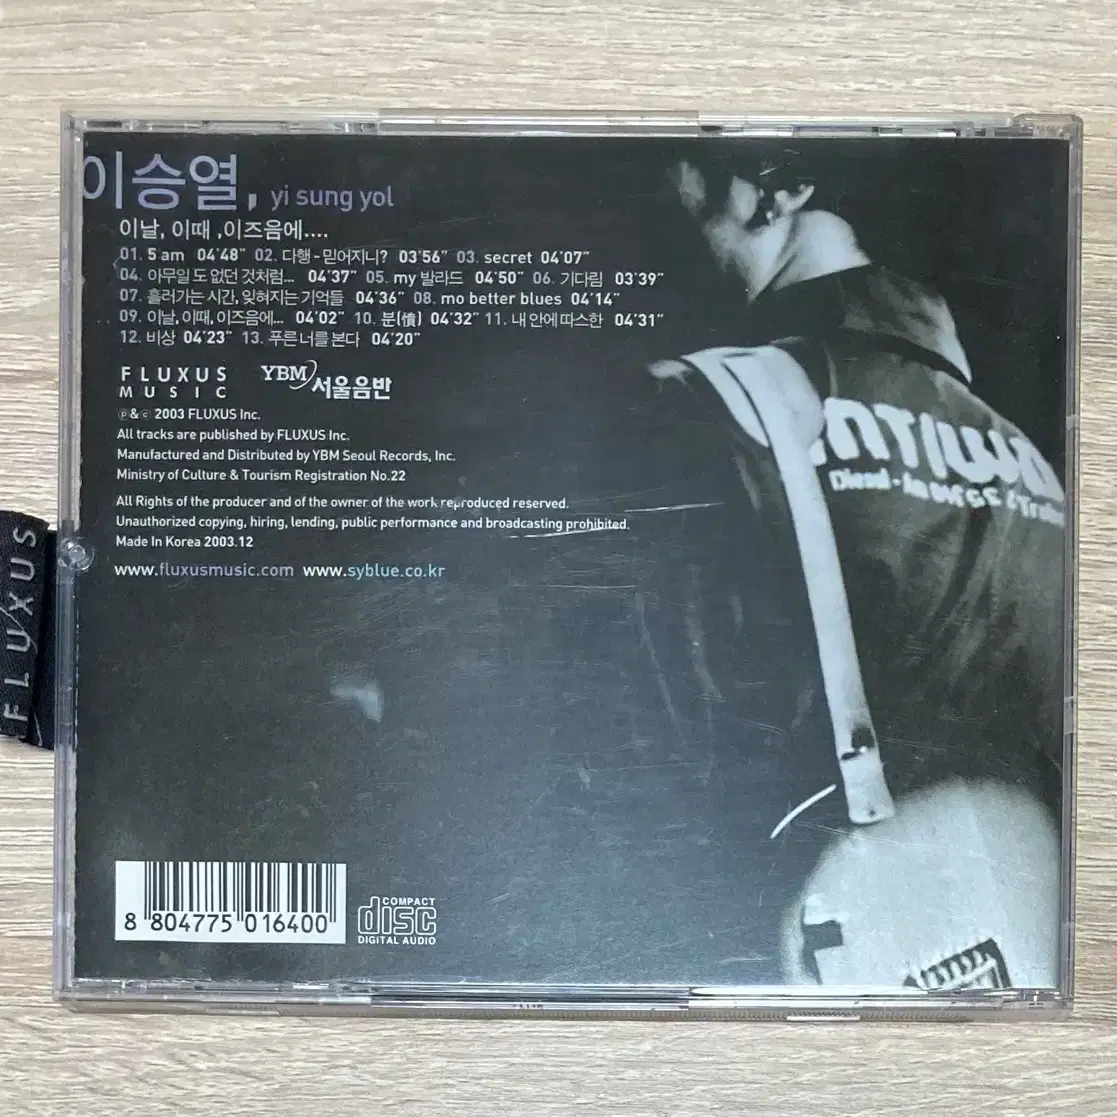 이승열, yi sung yol
이날, 이때 ,이즈음에....
01. 5 am 04'48" 02. 다행 - 믿어지니? 03'56" 03. secret 04'07"
04. 아무일 도 없던 것처럼... 04'37" 05. my 발라드 04'50" 06. 기다림 03'39"
07. 흘러가는 시간, 잊혀지는 기억들 04'36" 08. mo better blues 04'14"
09. 이날, 이때, 이즈음에... 04'02" 10. 분(憤) 04'32" 11. 내 안에 따스한 04'31"
12. 비상 04'23" 13. 푸른 너를 본다 04'20"
FLUXUS
MUSIC
YBM 서울음반
℗&© 2003 FLUXUS Inc.
All tracks are published by FLUXUS Inc.
Manufactured and Distributed by YBM Seoul Records, Inc.
Ministry of Culture & Tourism Registration No.22
All Rights of the producer and of the owner of the work reproduced reserved.
Unauthorized copying, hiring, lending, public performance and broadcasting prohibited.
Made In Korea 2003.12
www.fluxusmusic.com www.syblue.co.kr
FLUXUS
8 804775 016400
COMPACT
disc
DIGITAL AUDIO